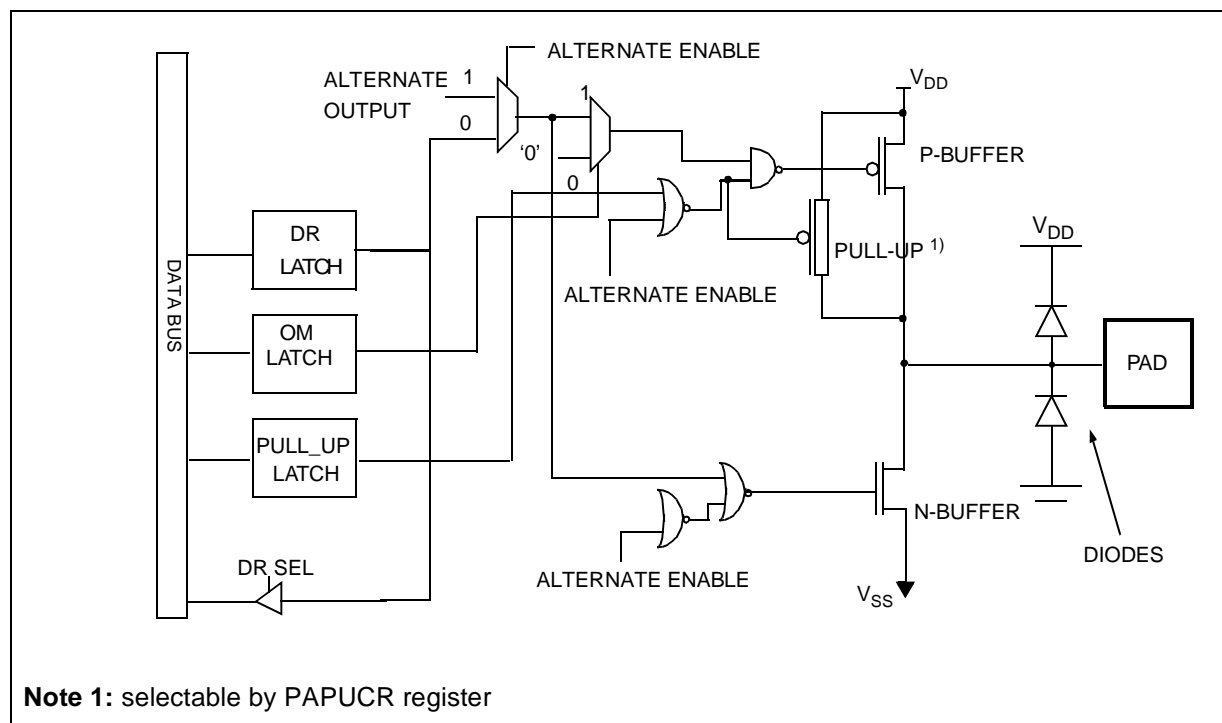 ALTERNATE ENABLE
ALTERNATE
OUTPUT
1
0
1
'0'
0
VDD
P-BUFFER
DR
LATCH
PULL-UP 1)
VDD
ALTERNATE ENABLE
DATA BUS
OM
LATCH
PAD
PULL_UP
LATCH
N-BUFFER
DIODES
DR SEL
ALTERNATE ENABLE
VSS
Note 1: selectable by PAPUCR register